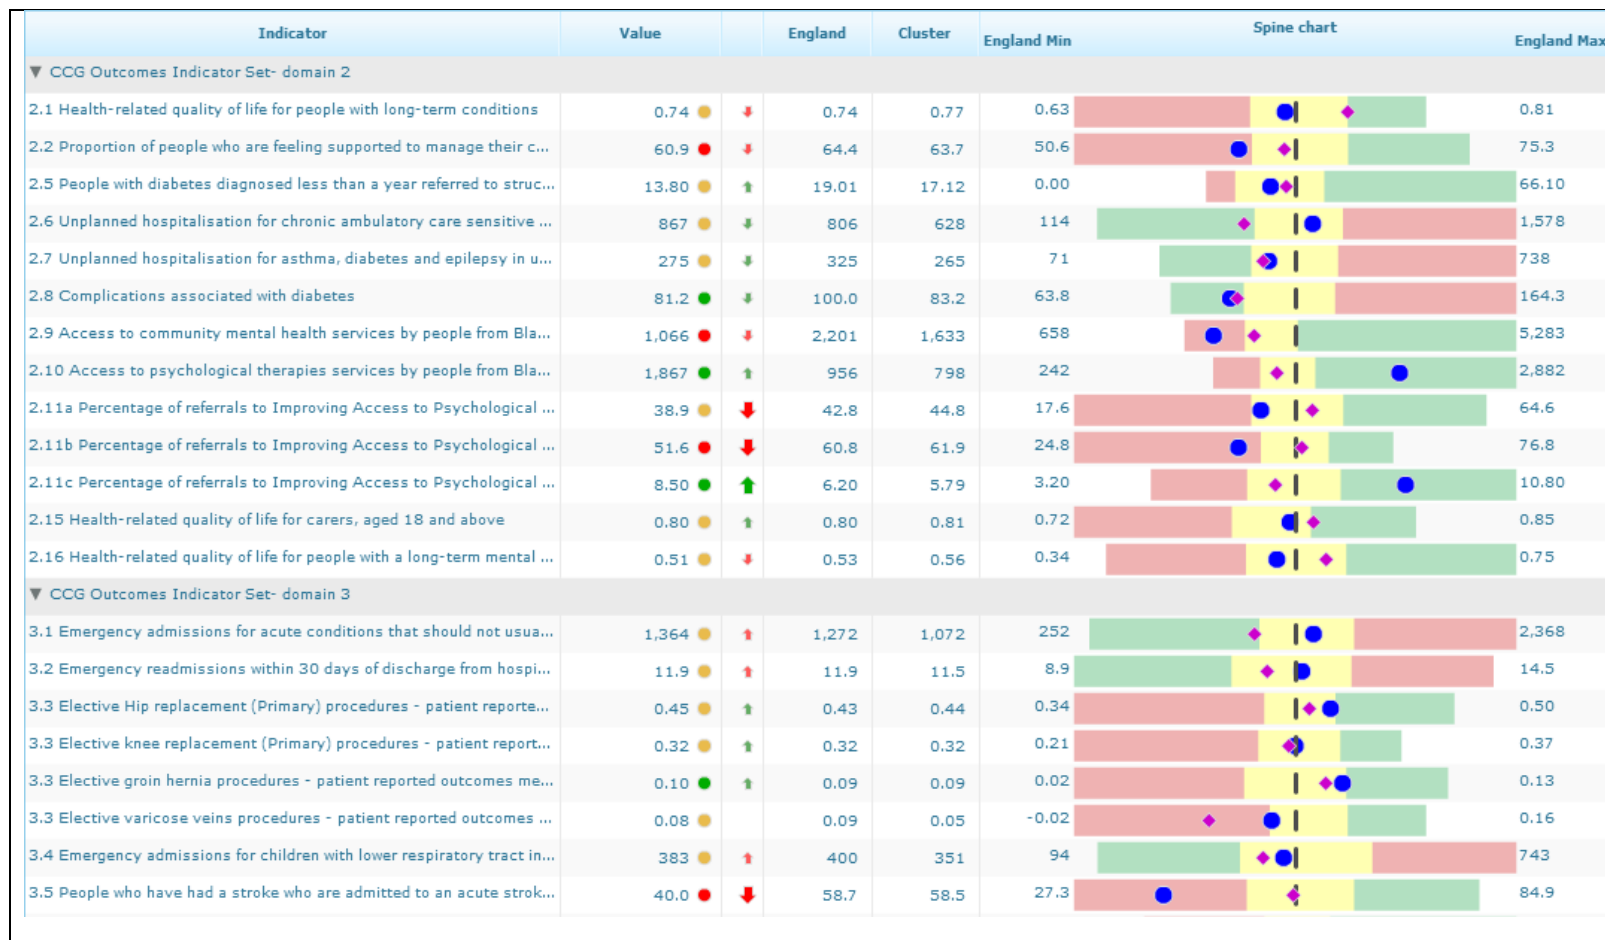 Indicator Value England Cluster England Min Spine chart England Max
▼ CCG Outcomes Indicator Set- domain 2
2.1 Health-related quality of life for people with long-term conditions 0.74 0.74 0.77 0.63 0.81
2.2 Proportion of people who are feeling supported to manage their c... 60.9 64.4 63.7 50.6 75.3
2.5 People with diabetes diagnosed less than a year referred to struc... 13.80 19.01 17.12 0.00 66.10
2.6 Unplanned hospitalisation for chronic ambulatory care sensitive ... 867 806 628 114 1,578
2.7 Unplanned hospitalisation for asthma, diabetes and epilepsy in u... 275 325 265 71 738
2.8 Complications associated with diabetes 81.2 100.0 83.2 63.8 164.3
2.9 Access to community mental health services by people from Bla... 1,066 2,201 1,633 658 5,283
2.10 Access to psychological therapies services by people from Bla... 1,867 956 798 242 2,882
2.11a Percentage of referrals to Improving Access to Psychological ... 38.9 42.8 44.8 17.6 64.6
2.11b Percentage of referrals to Improving Access to Psychological ... 51.6 60.8 61.9 24.8 76.8
2.11c Percentage of referrals to Improving Access to Psychological ... 8.50 6.20 5.79 3.20 10.80
2.15 Health-related quality of life for carers, aged 18 and above 0.80 0.80 0.81 0.72 0.85
2.16 Health-related quality of life for people with a long-term mental ... 0.51 0.53 0.56 0.34 0.75
▼ CCG Outcomes Indicator Set- domain 3
3.1 Emergency admissions for acute conditions that should not usua... 1,364 1,272 1,072 252 2,368
3.2 Emergency readmissions within 30 days of discharge from hospi... 11.9 11.9 11.5 8.9 14.5
3.3 Elective Hip replacement (Primary) procedures - patient reporte... 0.45 0.43 0.44 0.34 0.50
3.3 Elective knee replacement (Primary) procedures - patient report... 0.32 0.32 0.32 0.21 0.37
3.3 Elective groin hernia procedures - patient reported outcomes me... 0.10 0.09 0.09 0.02 0.13
3.3 Elective varicose veins procedures - patient reported outcomes ... 0.08 0.09 0.05 -0.02 0.16
3.4 Emergency admissions for children with lower respiratory tract in... 383 400 351 94 743
3.5 People who have had a stroke who are admitted to an acute strok... 40.0 58.7 58.5 27.3 84.9